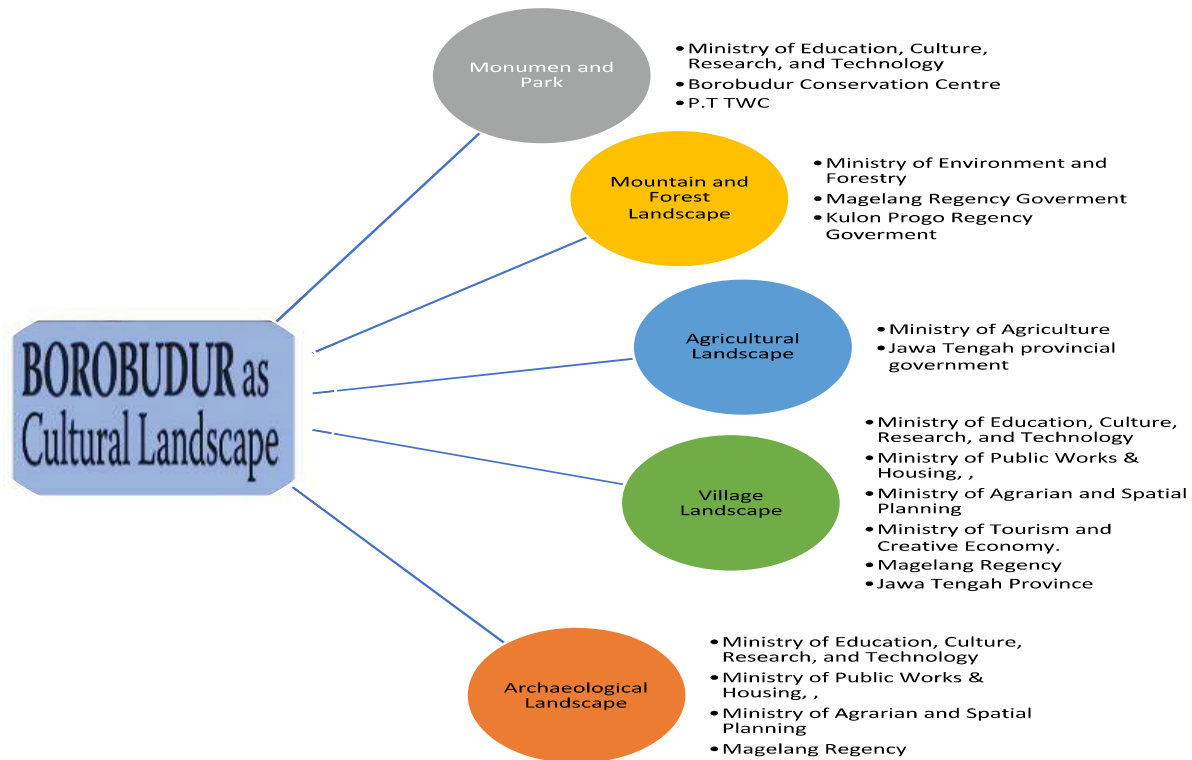 Monumen and
Park
• Ministry of Education, Culture,
Research, and Technology
• Borobudur Conservation Centre
• P.T TWC
Mountain and
Forest
Landscape
• Ministry of Environment and
Forestry
• Magelang Regency Goverment
• Kulon Progo Regency
Goverment
BOROBUDUR as
Cultural Landscape
Agricultural
Landscape
• Ministry of Agriculture
• Jawa Tengah provincial
government
Village
Landscape
• Ministry of Education, Culture,
Research, and Technology
• Ministry of Public Works &
Housing, ,
• Ministry of Agrarian and Spatial
Planning
• Ministry of Tourism and
Creative Economy.
• Magelang Regency
• Jawa Tengah Province
Archaeological
Landscape
• Ministry of Education, Culture,
Research, and Technology
• Ministry of Public Works &
Housing, ,
• Ministry of Agrarian and Spatial
Planning
• Magelang Regency